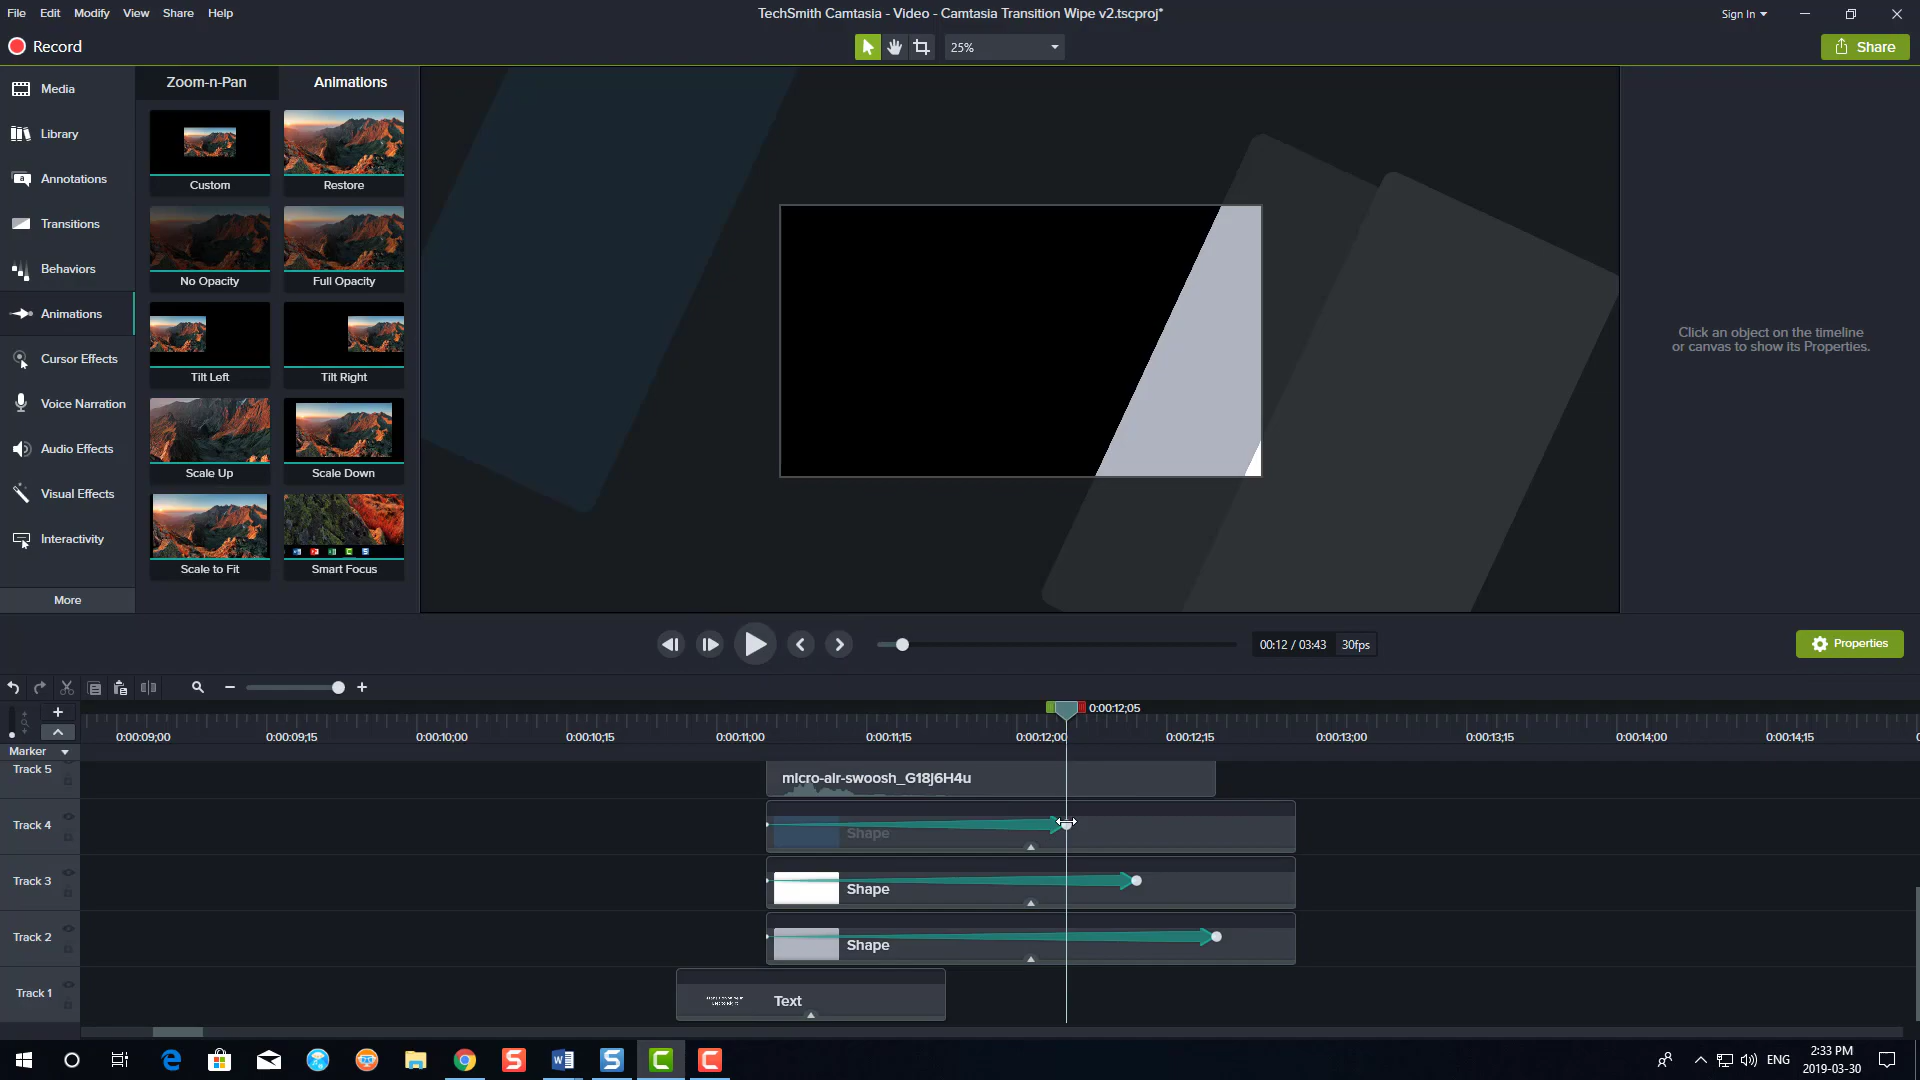 File Edit Modify View Share Help
TechSmith Camtasia - Video - Camtasia Transition Wipe v2.tscproj*
Sign In
Record
25%
Share
Media
Library
Annotations
Transitions
Behaviors
Animations
Cursor Effects
Voice Narration
Audio Effects
Visual Effects
Interactivity
More
Zoom-n-Pan Animations
Custom Restore
No Opacity Full Opacity
Tilt Left Tilt Right
Scale Up Scale Down
Scale to Fit Smart Focus
Click an object on the timeline
or canvas to show its Properties.
00:12 / 03:43 30fps
Properties
0:00:12;05
0:00:09;00 0:00:09;15 0:00:10;00 0:00:10;15 0:00:11;00 0:00:11;15 0:00:12;00 0:00:12;15 0:00:13;00 0:00:13;15 0:00:14;00 0:00:14;15
Marker
Track 5 micro-air-swoosh_G18j6H4u
Track 4 Shape
Track 3 Shape
Track 2 Shape
Track 1 Text
ENG
2:33 PM
2019-03-30